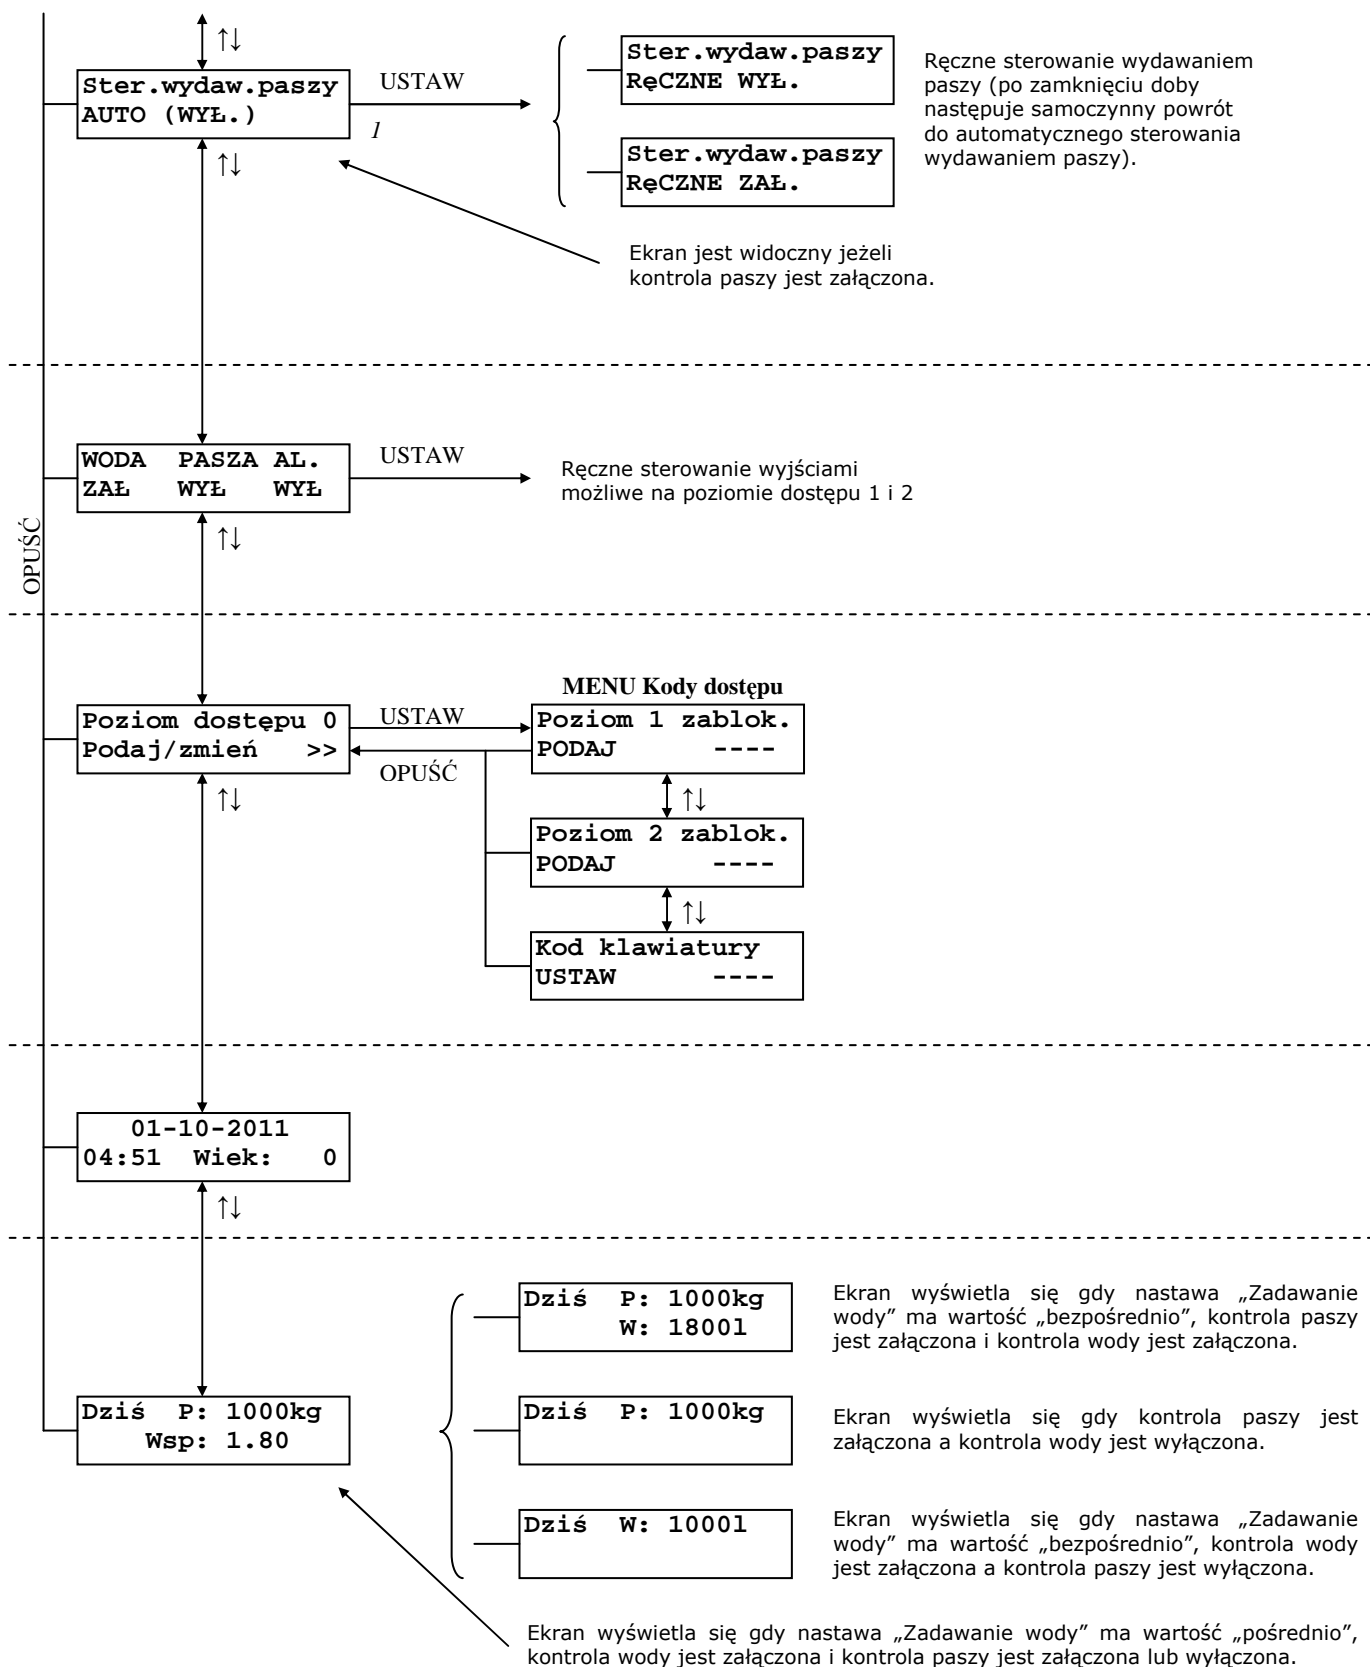 ↑↓
Ster.wydaw.paszy
AUTO (WYŁ.)
USTAW
1
↑↓
Ster.wydaw.paszy
RęCZNE WYŁ.
Ster.wydaw.paszy
RęCZNE ZAŁ.
Ręczne sterowanie wydawaniem
paszy (po zamknięciu doby
następuje samoczynny powrót
do automatycznego sterowania
wydawaniem paszy).
Ekran jest widoczny jeżeli
kontrola paszy jest załączona.
WODA PASZA AL.
ZAŁ WYŁ WYŁ
USTAW
Ręczne sterowanie wyjściami
możliwe na poziomie dostępu 1 i 2
↑↓
OPUŚĆ
MENU Kody dostępu
Poziom dostępu 0
Podaj/zmień >>
USTAW
OPUŚĆ
Poziom 1 zablok.
PODAJ ----
↑↓
↑↓
Poziom 2 zablok.
PODAJ ----
↑↓
Kod klawiatury
USTAW ----
01-10-2011
04:51 Wiek: 0
↑↓
Dziś P: 1000kg
W: 1800l
Ekran wyświetla się gdy nastawa „Zadawanie
wody” ma wartość „bezpośrednio”, kontrola paszy
jest załączona i kontrola wody jest załączona.
Dziś P: 1000kg
Wsp: 1.80
Dziś P: 1000kg
Ekran wyświetla się gdy kontrola paszy jest
załączona a kontrola wody jest wyłączona.
Dziś W: 1000l
Ekran wyświetla się gdy nastawa „Zadawanie
wody” ma wartość „bezpośrednio”, kontrola wody
jest załączona a kontrola paszy jest wyłączona.
Ekran wyświetla się gdy nastawa „Zadawanie wody” ma wartość „pośrednio”,
kontrola wody jest załączona i kontrola paszy jest załączona lub wyłączona.